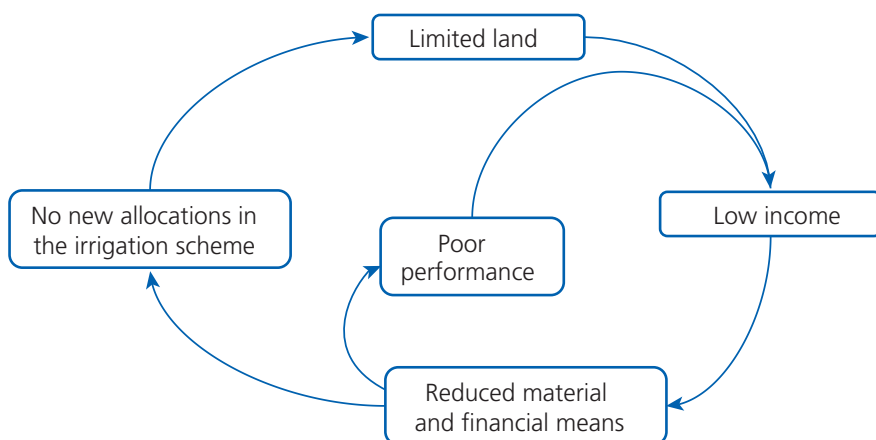 Limited land
No new allocations in
the irrigation scheme
Poor
performance
Low income
Reduced material
and financial means